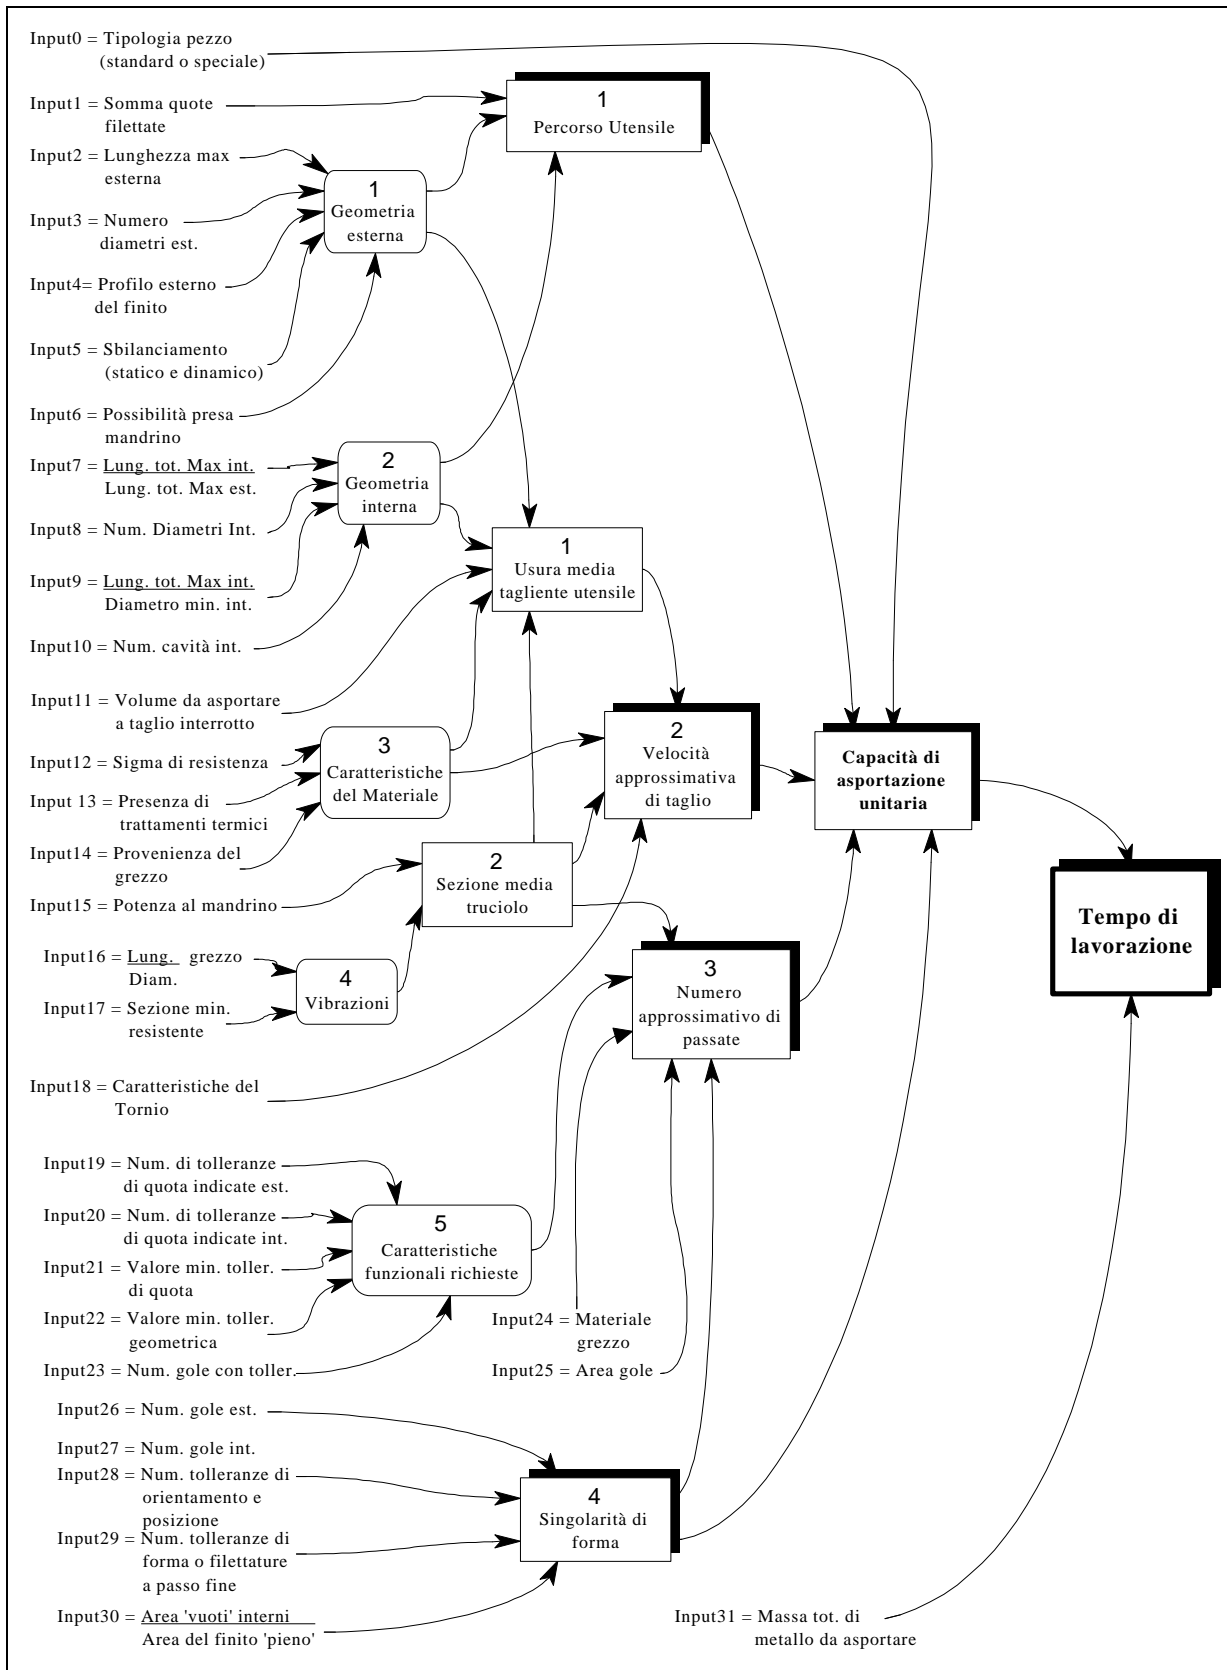 Input0 = Tipologia pezzo
(standard o speciale)
Input1 = Somma quote
filettate
Input2 = Lunghezza max
esterna
Input3 = Numero
diametri est.
Input4= Profilo esterno
del finito
Input5 = Sbilanciamento
(statico e dinamico)
Input6 = Possibilità presa
mandrino
Input7 = Lung. tot. Max int.
Lung. tot. Max est.
Input8 = Num. Diametri Int.
Input9 = Lung. tot. Max int.
Diametro min. int.
Input10 = Num. cavità int.
Input11 = Volume da asportare
a taglio interrotto
Input12 = Sigma di resistenza
Input 13 = Presenza di
trattamenti termici
Input14 = Provenienza del
grezzo
Input15 = Potenza al mandrino
Input16 = Lung. grezzo
Diam.
Input17 = Sezione min.
resistente
Input18 = Caratteristiche del
Tornio
Input19 = Num. di tolleranze
di quota indicate est.
Input20 = Num. di tolleranze
di quota indicate int.
Input21 = Valore min. toller.
di quota
Input22 = Valore min. toller.
geometrica
Input23 = Num. gole con toller.
Input24 = Materiale
grezzo
Input25 = Area gole
Input26 = Num. gole est.
Input27 = Num. gole int.
Input28 = Num. tolleranze di
orientamento e
posizione
Input29 = Num. tolleranze di
forma o filettature
a passo fine
Input30 = Area 'vuoti' interni
Area del finito 'pieno'
Input31 = Massa tot. di
metallo da asportare
1
Geometria
esterna
2
Geometria
interna
3
Caratteristiche
del Materiale
4
Vibrazioni
5
Caratteristiche
funzionali richieste
1
Usura media
tagliente utensile
2
Sezione media
truciolo
1
Percorso Utensile
2
Velocità
approssimativa
di taglio
3
Numero
approssimativo di
passate
4
Singolarità di
forma
Capacità di
asportazione
unitaria
Tempo di
lavorazione